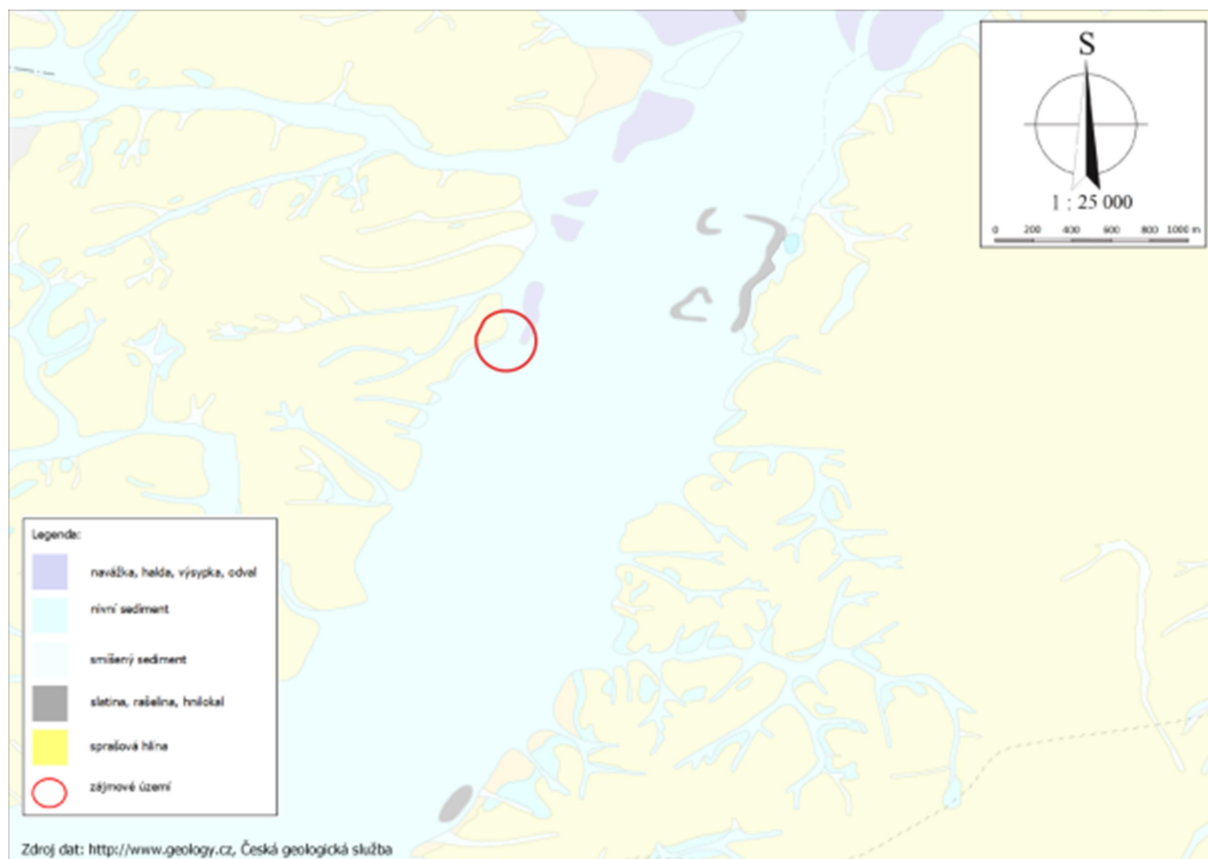 S
1 : 25 000
0 200 400 600 800 1000 m
Legenda:
navážka, halda, výsypka, odval
nivní sediment
smíšený sediment
slatina, rašelina, hnilokal
sprašová hlína
zájmové území
Zdroj dat: http://www.geology.cz, Česká geologická služba